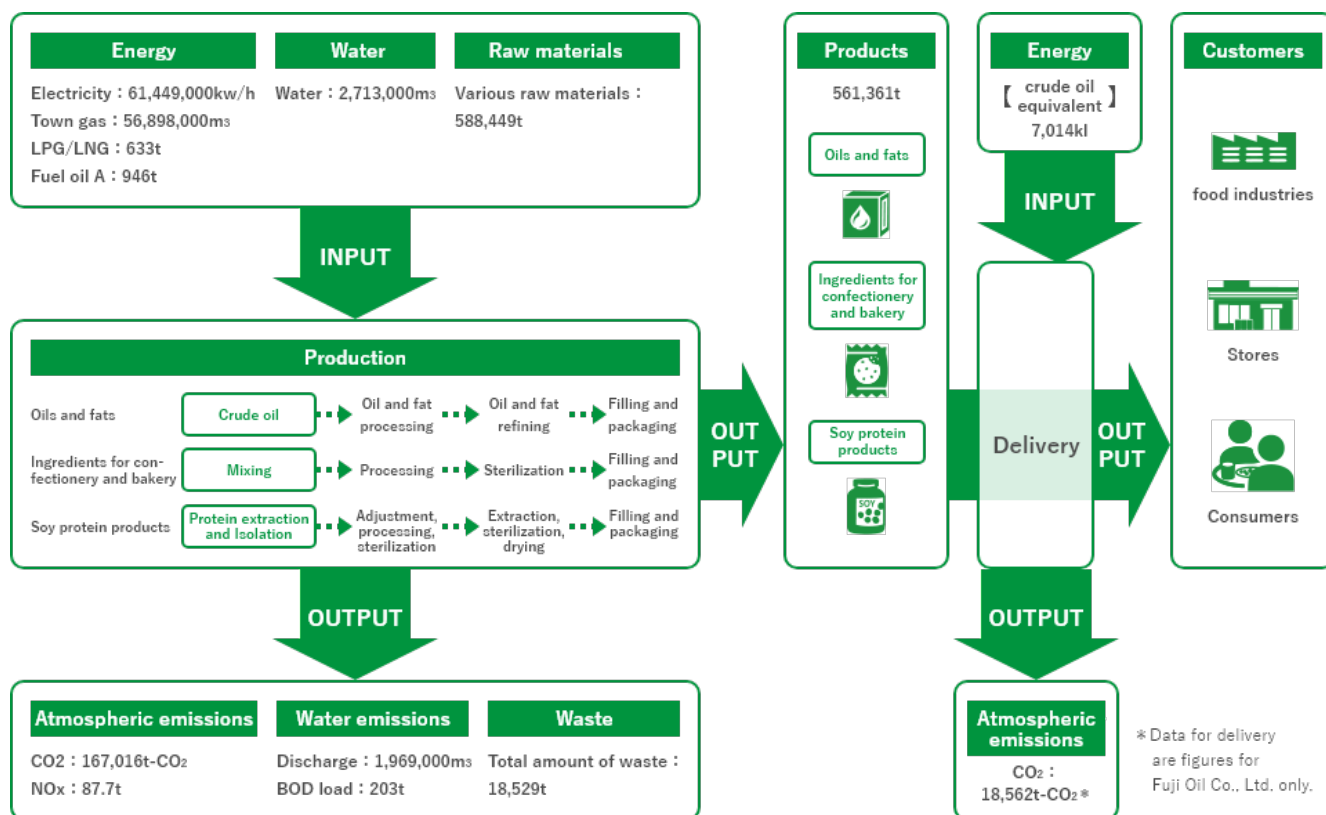 Energy
Electricity：61,449,000kw/h
Town gas：56,898,000m3
LPG/LNG：633t
Fuel oil A：946t
Water
Water：2,713,000m3
Raw materials
Various raw materials：
588,449t
INPUT
Production
Oils and fats
Crude oil
Oil and fat
processing
Oil and fat
refining
Filling and
packaging
Ingredients for con-
fectionery and bakery
Mixing
Processing
Sterilization
Filling and
packaging
Soy protein products
Protein extraction
and Isolation
Adjustment,
processing,
sterilization
Extraction,
sterilization,
drying
Filling and
packaging
OUTPUT
Atmospheric emissions
CO2：167,016t-CO₂
NOx：87.7t
Water emissions
Discharge：1,969,000m3
BOD load：203t
Waste
Total amount of waste：
18,529t
OUT
PUT
Products
561,361t
Oils and fats
Ingredients for
confectionery
and bakery
Soy protein
products
SOY
Energy
【 crude oil
equivalent 】
7,014kl
INPUT
Delivery
OUT
PUT
OUTPUT
Atmospheric
emissions
CO₂：
18,562t-CO₂＊
＊Data for delivery
are figures for
Fuji Oil Co., Ltd. only.
Customers
food industries
Stores
Consumers